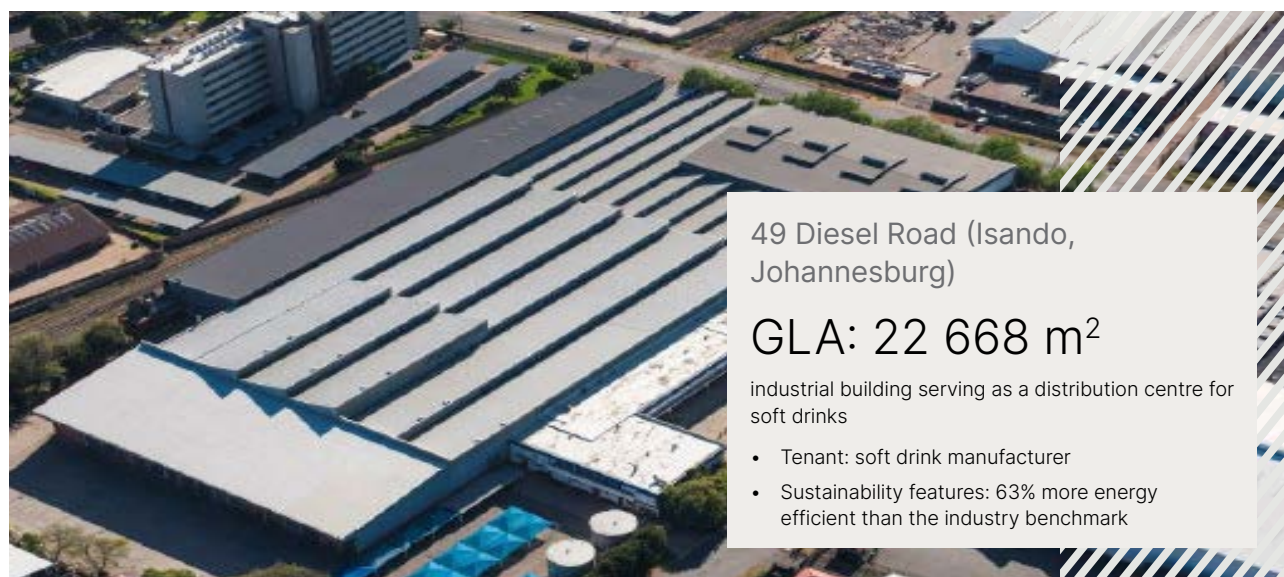 49 Diesel Road (Isando,
Johannesburg)
GLA: 22 668 m²
industrial building serving as a distribution centre for
soft drinks
• Tenant: soft drink manufacturer
• Sustainability features: 63% more energy
efficient than the industry benchmark